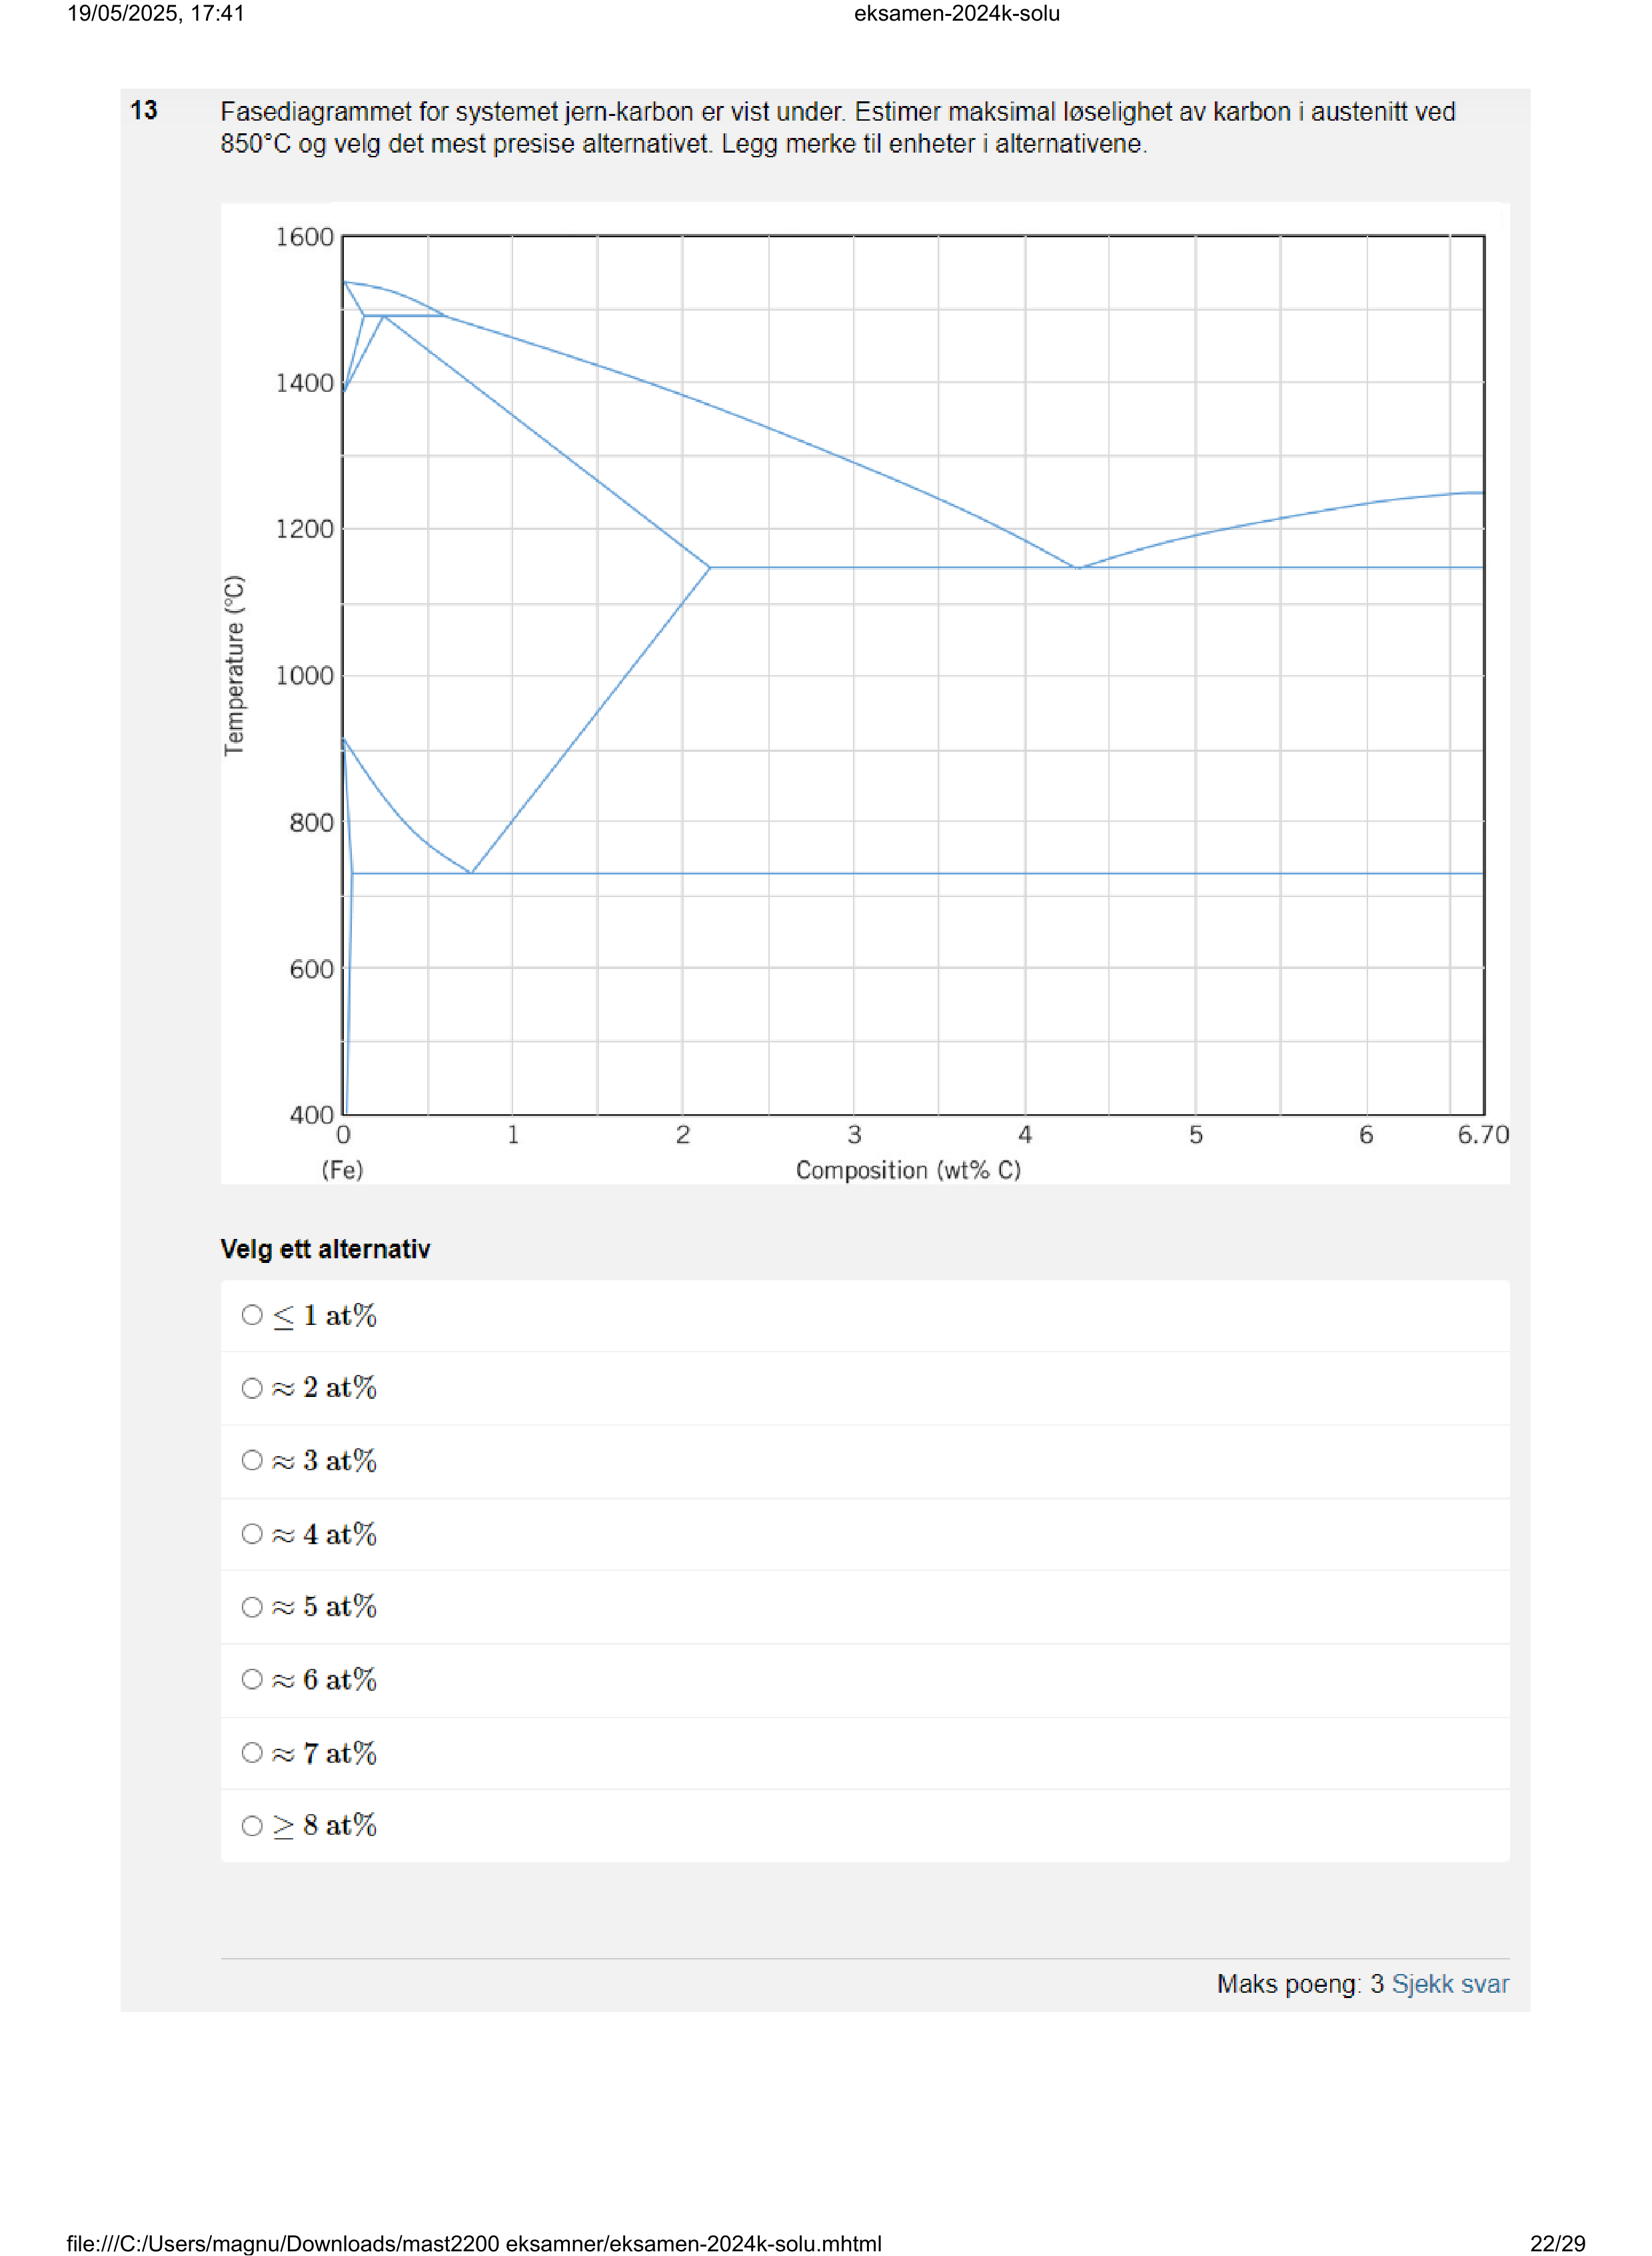 19/05/2025, 17:41
eksamen-2024k-solu
13
Fasediagrammet for systemet jern-karbon er vist under. Estimer maksimal løselighet av karbon i austenitt ved
850°C og velg det mest presise alternativet. Legg merke til enheter i alternativene.
1600
1400
1200
Temperature (°C)
1000
800
600
400
0 1 2 3 4 5 6 6.70
(Fe)
Composition (wt% C)
Velg ett alternativ
≤ 1 at%
≈ 2 at%
≈ 3 at%
≈ 4 at%
≈ 5 at%
≈ 6 at%
≈ 7 at%
≥ 8 at%
Maks poeng: 3 Sjekk svar
file:///C:/Users/magnu/Downloads/mast2200 eksamner/eksamen-2024k-solu.mhtml
22/29